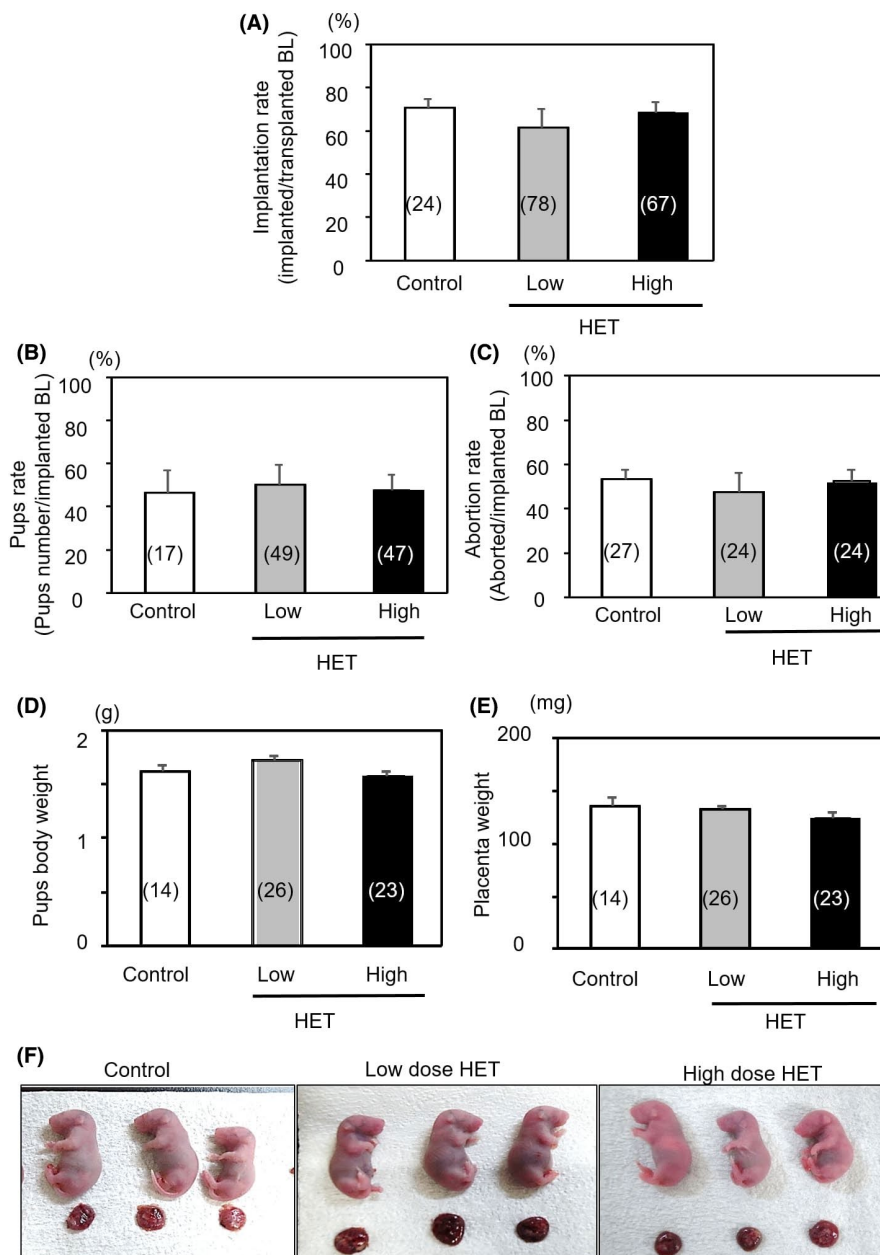 (A)
(%)
Implantation rate
(implanted/transplanted BL)
100
80
60
40
20
0
(24)
(78)
(67)
Control
Low
High
HET
(B)
(%)
Pups rate
(Pups number/implanted BL)
100
80
60
40
20
0
(17)
(49)
(47)
Control
Low
High
HET
(C)
(%)
Abortion rate
(Aborted/implanted BL)
100
80
60
40
20
0
(27)
(24)
(24)
Control
Low
High
HET
(D)
(g)
Pups body weight
2
1
0
(14)
(26)
(23)
Control
Low
High
HET
(E)
(mg)
Placenta weight
200
100
0
(14)
(26)
(23)
Control
Low
High
HET
(F)
Control
Low dose HET
High dose HET